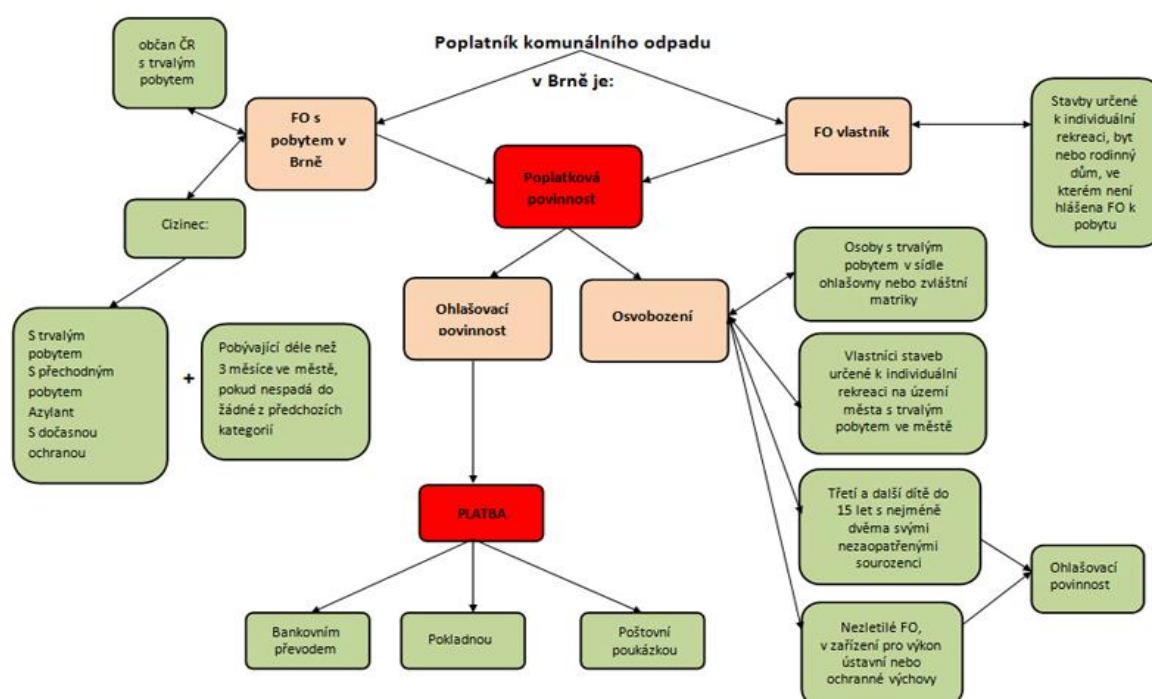 Poplatník komunálního odpadu
v Brně je:
občan ČR
s trvalým
pobytem
FO s
pobytem v
Brně
FO vlastník
Stavby určené
k individuální
rekreaci, byt
nebo rodinný
dům, ve
kterém není
hlášena FO k
pobytu
Poplatková
povinnost
Cizinec:
Ohlašovací
povinnost
Osvobození
Osoby s trvalým
pobytem v sídle
ohlašovny nebo zvláštní
matriky
S trvalým
pobytem
S přechodným
pobytem
Azylant
S dočasnou
ochranou
+
Pobývající déle než
3 měsíce ve městě,
pokud nespadá do
žádné z předchozích
kategorií
Vlastníci staveb
určené k individuální
rekreaci na území
města s trvalým
pobytem ve městě
PLATBA
Třetí a další dítě do
15 let s nejméně
dvěma svými
nezaopatřenými
sourozenci
Ohlašovací
povinnost
Bankovním
převodem
Pokladnou
Poštovní
poukázkou
Nezletilé FO,
v zařízení pro výkon
ústavní nebo
ochranné výchovy